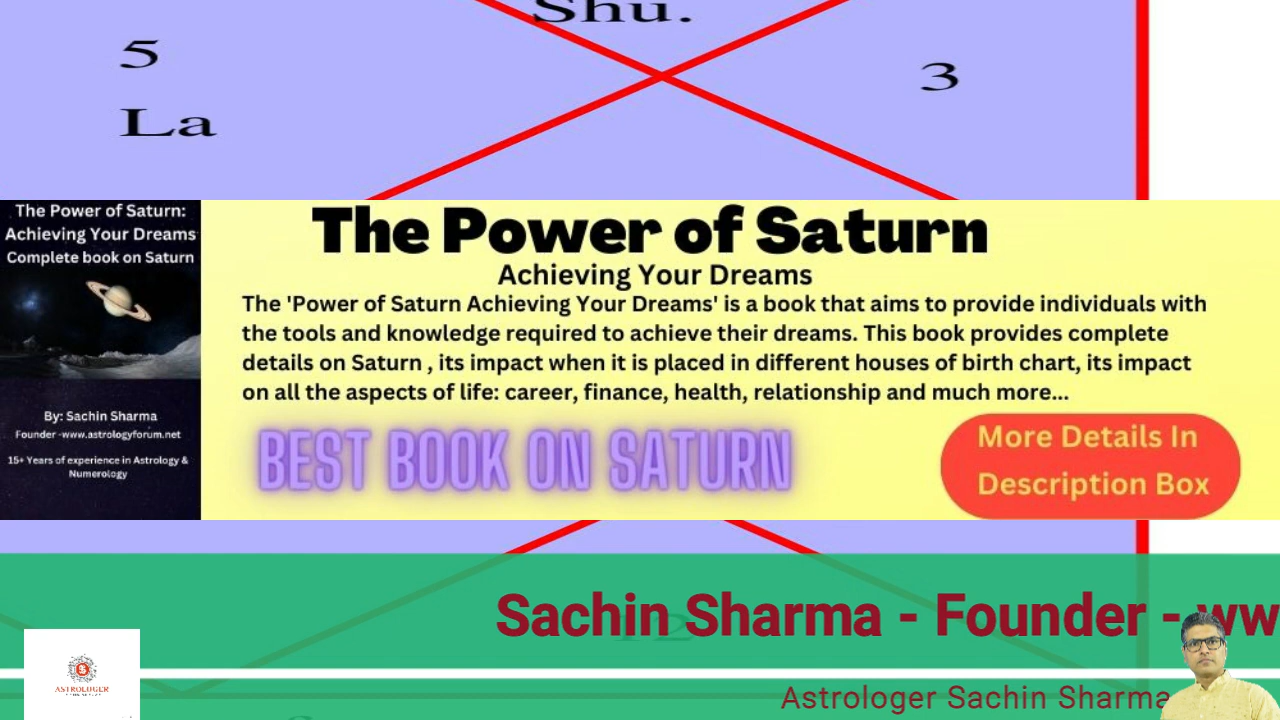 Shu.
5
3
La
The Power of Saturn:
Achieving Your Dreams
Complete book on Saturn
By: Sachin Sharma
Founder -www.astrologyforum.net
15+ Years of experience in Astrology &
Numerology
The Power of Saturn
Achieving Your Dreams
The 'Power of Saturn Achieving Your Dreams' is a book that aims to provide individuals with
the tools and knowledge required to achieve their dreams. This book provides complete
details on Saturn , its impact when it is placed in different houses of birth chart, its impact
on all the aspects of life: career, finance, health, relationship and much more...
BEST BOOK ON SATURN
More Details In
Description Box
12
Sachin Sharma - Founder - ww
ASTROLOGER
Astrologer Sachin Sharma